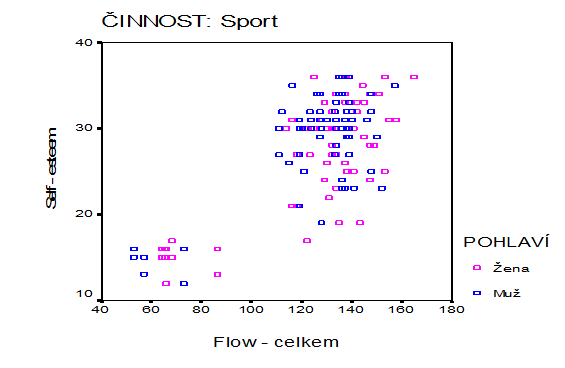 ČINNOST: Sport
40
30
20
10
Self-esteem
40 60 80 100 120 140 160 180
Flow - celkem
POHLAVÍ
Žena
Muž